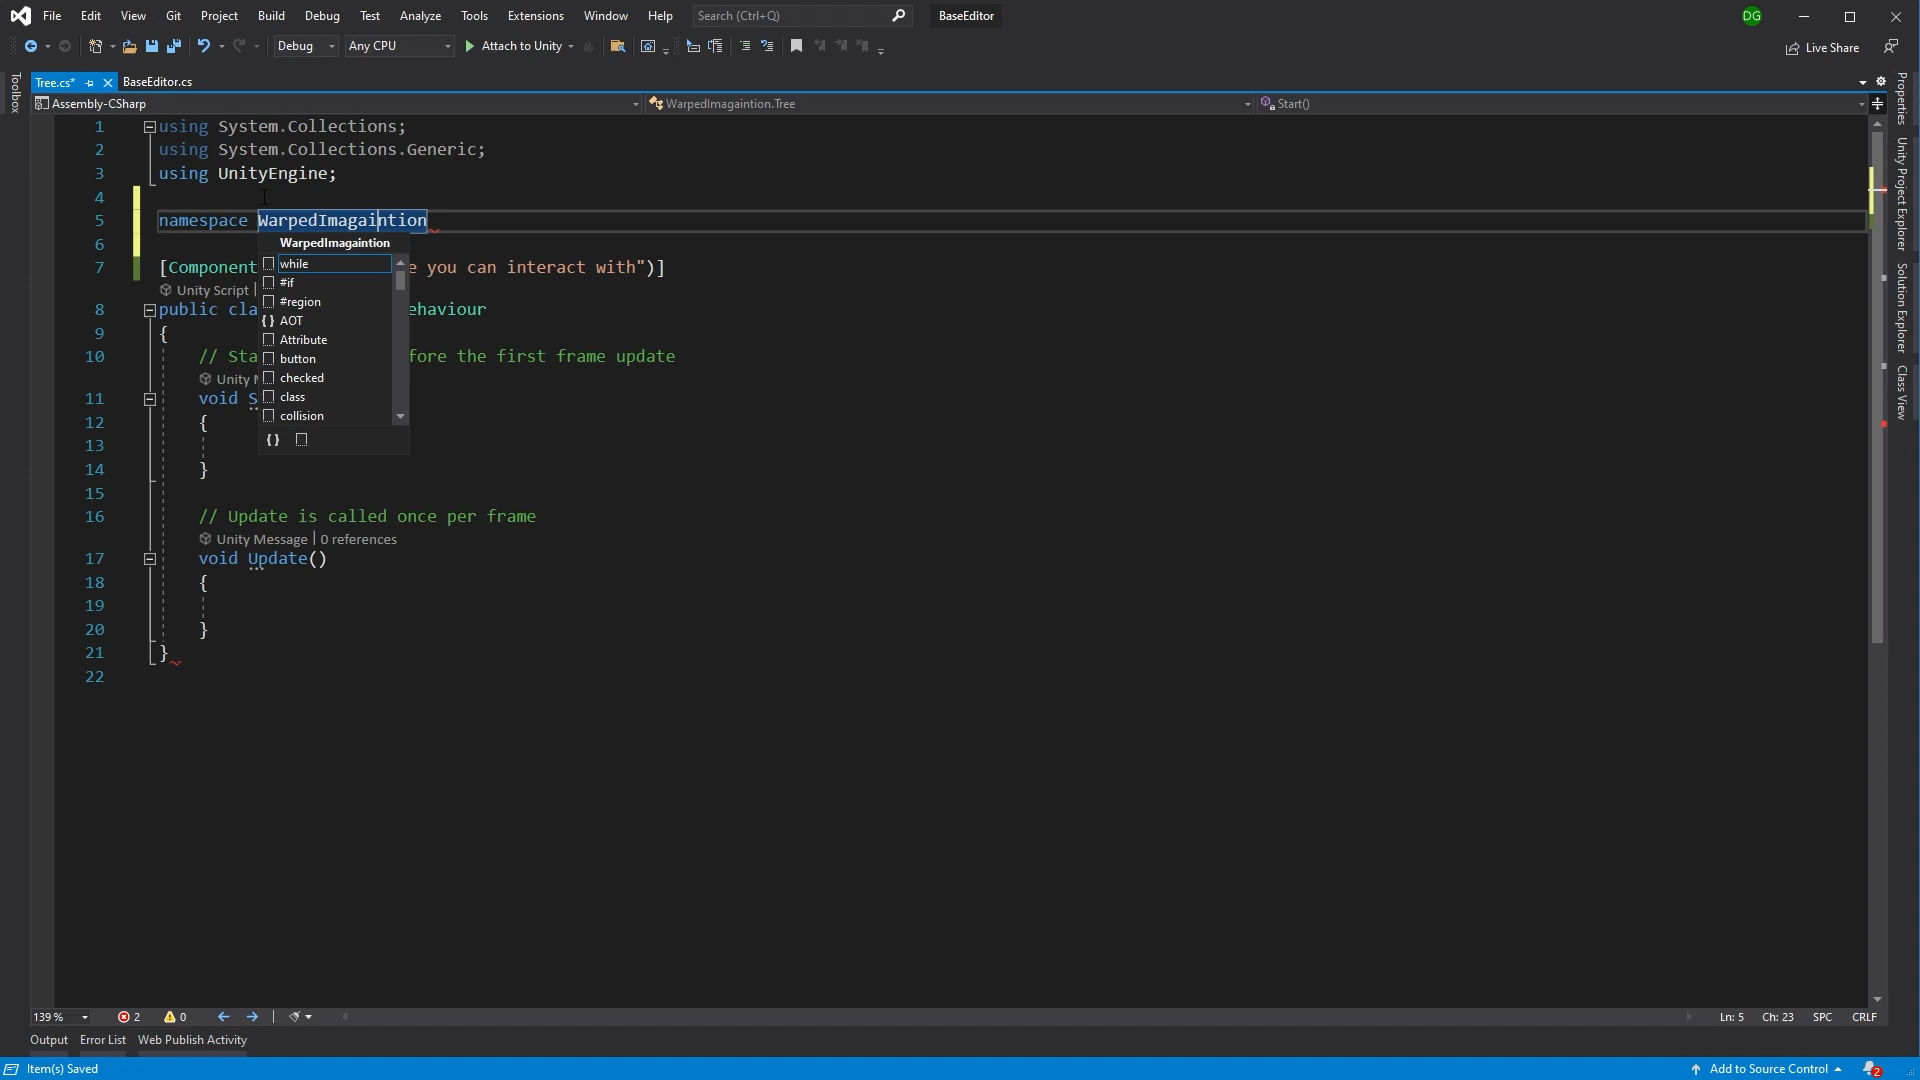 File Edit View Git Project Build Debug Test Analyze Tools Extensions Window Help Search (Ctrl+Q) BaseEditor DG
Debug Any CPU Attach to Unity Live Share
Tree.cs* BaseEditor.cs
Assembly-CSharp WarpedImagaintion.Tree Start()
Toolbox
Properties
Unity Project Explorer
Solution Explorer
Class View
1 using System.Collections;
2 using System.Collections.Generic;
3 using UnityEngine;
4
5 namespace WarpedImagaintion
6 WarpedImagaintion
while
7 [Component e you can interact with")]
#if
Unity Script |
#region
8 public cla ehaviour
AOT
9 {
Attribute
10 // Sta fore the first frame update
button
Unity M
checked
11 void S
class
12 {
collision
13
14 }
15
16 // Update is called once per frame
Unity Message | 0 references
17 void Update()
18 {
19
20 }
21 }
22
139 % 2 0 Ln: 5 Ch: 23 SPC CRLF
Output Error List Web Publish Activity
Item(s) Saved Add to Source Control 2